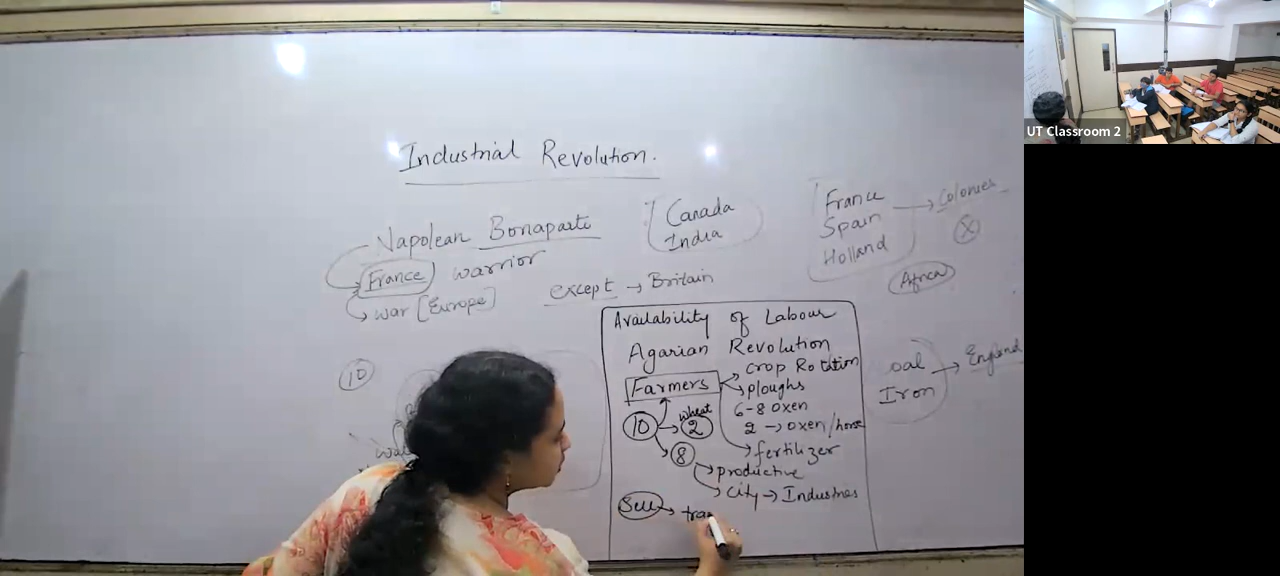 Industrial Revolution.
Napolean Bonaparte
France warrior
war [Europe]
Canada
India
except → Britain
France → Colonies
Spain
Holland
X
Africa
10
Availability of Labour
Agarian Revolution
Farmers → crop Rotation
→ ploughs
6-8 oxen
2 → oxen/horse
→ fertilizer
10 → wheat 2
→ 8
→ productive
→ city → Industries
Sell → tra
oal → England
Iron
UT Classroom 2